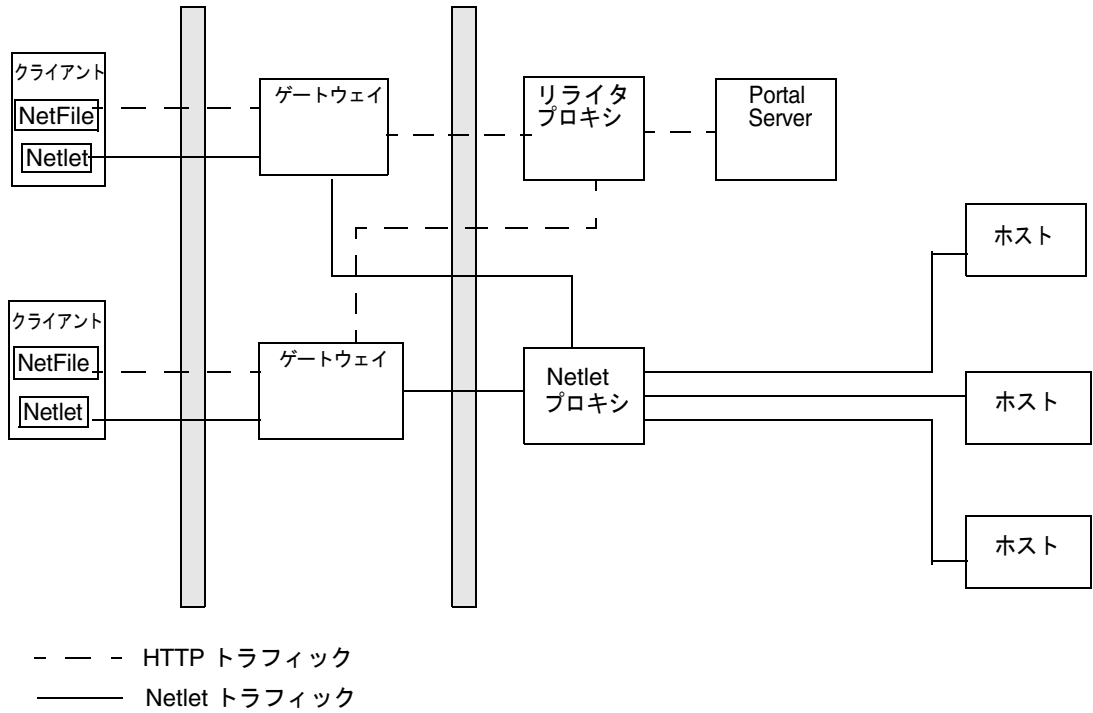 クライアント
NetFile
Netlet
ゲートウェイ
リライタ
プロキシ
Portal
Server
ホスト
クライアント
NetFile
Netlet
ゲートウェイ
Netlet
プロキシ
ホスト
ホスト
HTTP トラフィック
Netlet トラフィック